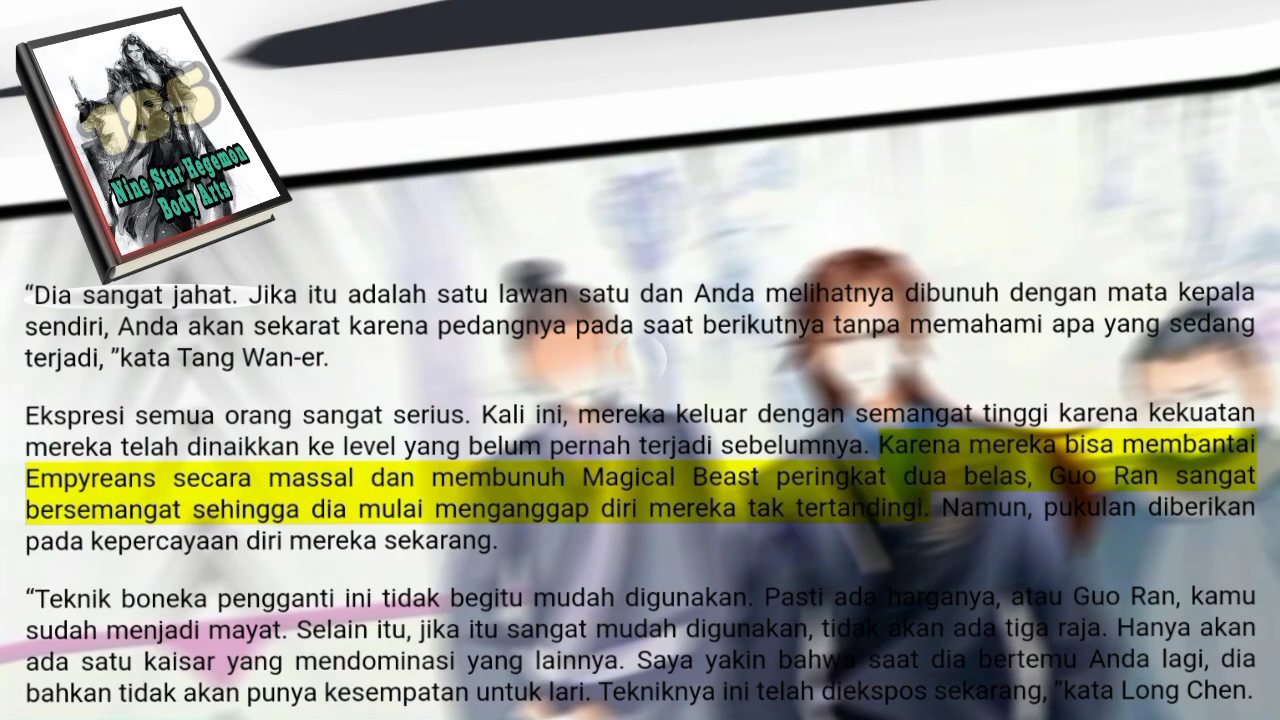 195
Nine Star Hegemon
Body Arts
“Dia sangat jahat. Jika itu adalah satu lawan satu dan Anda melihatnya dibunuh dengan mata kepala
sendiri, Anda akan sekarat karena pedangnya pada saat berikutnya tanpa memahami apa yang sedang
terjadi, ”kata Tang Wan-er.
Ekspresi semua orang sangat serius. Kali ini, mereka keluar dengan semangat tinggi karena kekuatan
mereka telah dinaikkan ke level yang belum pernah terjadi sebelumnya. Karena mereka bisa membantai
Empyreans secara massal dan membunuh Magical Beast peringkat dua belas, Guo Ran sangat
bersemangat sehingga dia mulai menganggap diri mereka tak tertandingi. Namun, pukulan diberikan
pada kepercayaan diri mereka sekarang.
“Teknik boneka pengganti ini tidak begitu mudah digunakan. Pasti ada harganya, atau Guo Ran, kamu
sudah menjadi mayat. Selain itu, jika itu sangat mudah digunakan, tidak akan ada tiga raja. Hanya akan
ada satu kaisar yang mendominasi yang lainnya. Saya yakin bahwa saat dia bertemu Anda lagi, dia
bahkan tidak akan punya kesempatan untuk lari. Tekniknya ini telah diekspos sekarang, ”kata Long Chen.